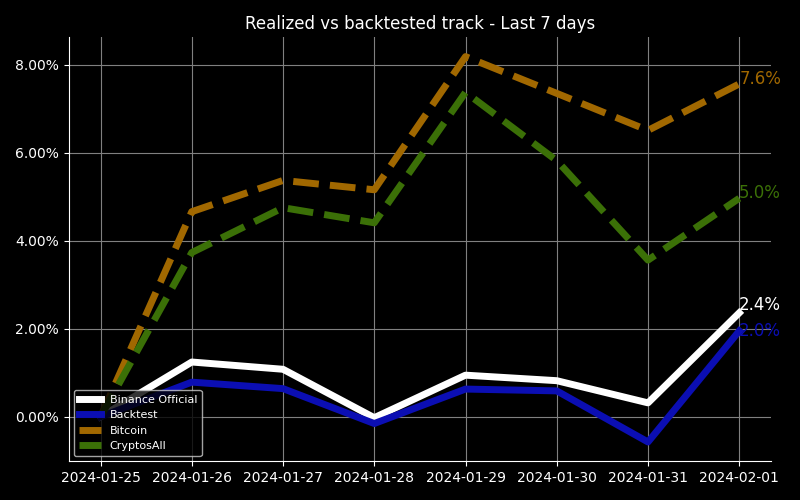 Realized vs backtested track - Last 7 days
8.00%
6.00%
4.00%
2.00%
0.00%
7.6%
5.0%
2.4%
2.0%
Binance Official
Backtest
Bitcoin
CryptosAll
2024-01-25 2024-01-26 2024-01-27 2024-01-28 2024-01-29 2024-01-30 2024-01-31 2024-02-01